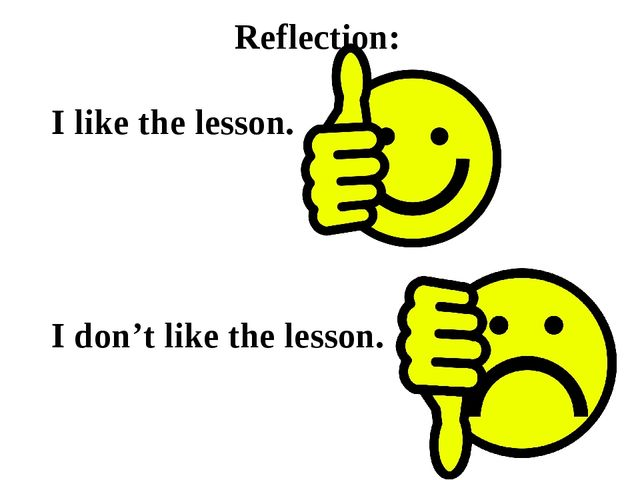 Reflection:
I like the lesson.
I don’t like the lesson.